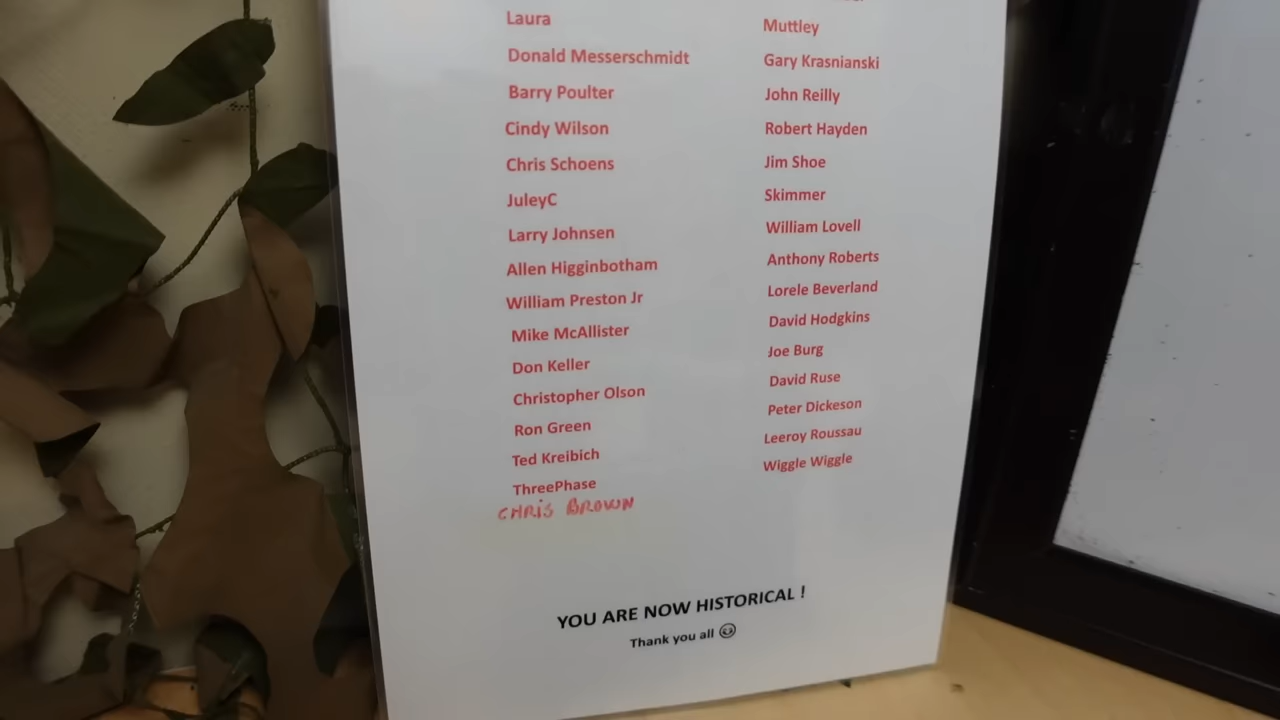 Laura
Donald Messerschmidt
Barry Poulter
Cindy Wilson
Chris Schoens
JuleyC
Larry Johnsen
Allen Higginbotham
William Preston Jr
Mike McAllister
Don Keller
Christopher Olson
Ron Green
Ted Kreibich
ThreePhase
CHRIS BROWN
Muttley
Gary Krasnianski
John Reilly
Robert Hayden
Jim Shoe
Skimmer
William Lovell
Anthony Roberts
Lorele Beverland
David Hodgkins
Joe Burg
David Ruse
Peter Dickeson
Leeroy Roussau
Wiggle Wiggle
YOU ARE NOW HISTORICAL !
Thank you all